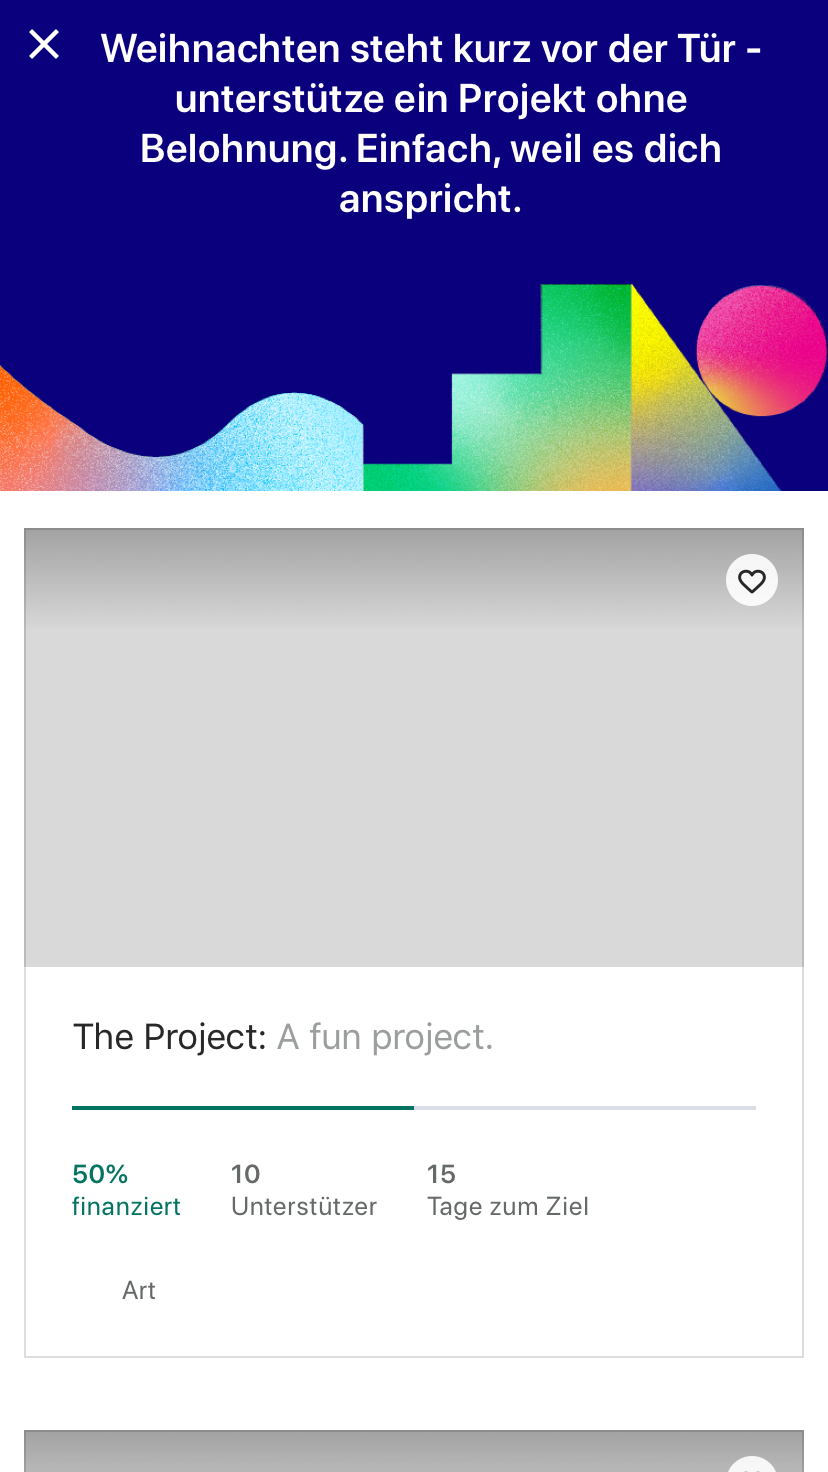 Weihnachten steht kurz vor der Tür -
unterstütze ein Projekt ohne
Belohnung. Einfach, weil es dich
anspricht.
The Project: A fun project.
50%
finanziert
10
Unterstützer
15
Tage zum Ziel
Art